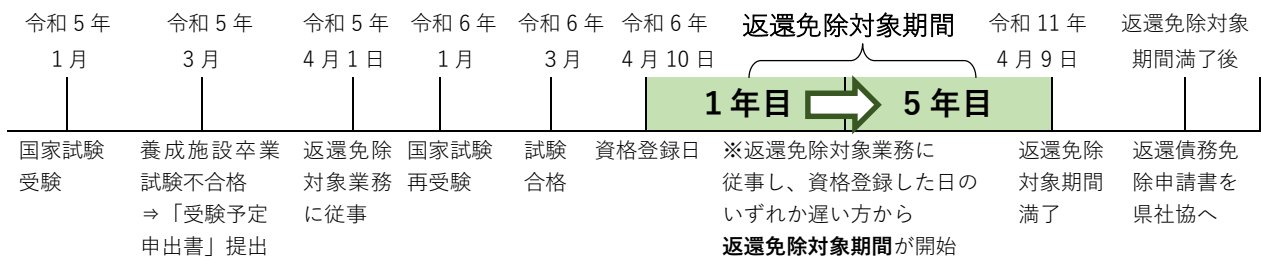 令和 5 年
1 月
令和 5 年
3 月
令和 5 年
4 月 1 日
令和 6 年
1 月
令和 6 年
3 月
令和 6 年
4 月 10 日
返還免除対象期間
令和 11 年
4 月 9 日
返還免除対象
期間満了後
1 年目
5 年目
国家試験
受験
養成施設卒業
試験不合格
⇒「受験予定
申出書」提出
返還免除
対象業務
に従事
国家試験
再受験
試験
合格
資格登録日
※返還免除対象業務に
従事し、資格登録した日の
いずれか遅い方から
返還免除対象期間が開始
返還免除
対象期間
満了
返還債務免
除申請書を
県社協へ